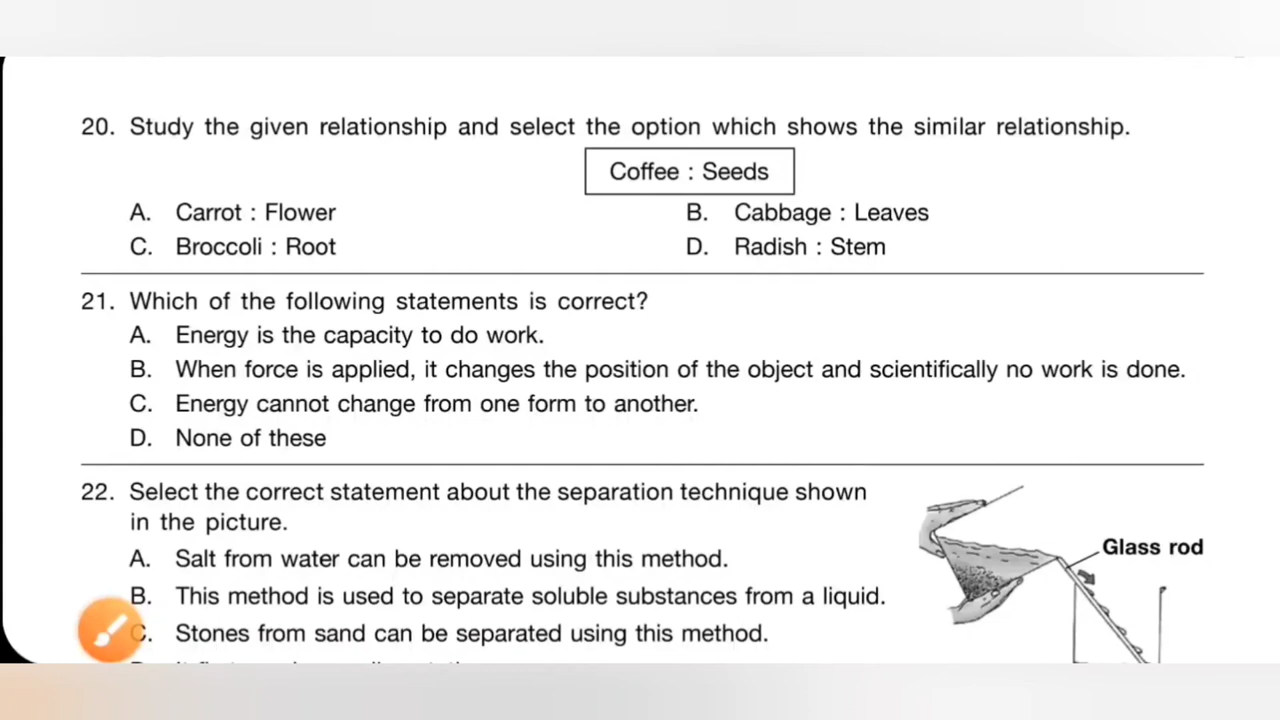 20. Study the given relationship and select the option which shows the similar relationship.
Coffee : Seeds
A. Carrot : Flower B. Cabbage : Leaves
C. Broccoli : Root D. Radish : Stem
21. Which of the following statements is correct?
A. Energy is the capacity to do work.
B. When force is applied, it changes the position of the object and scientifically no work is done.
C. Energy cannot change from one form to another.
D. None of these
22. Select the correct statement about the separation technique shown
in the picture.
Glass rod
A. Salt from water can be removed using this method.
B. This method is used to separate soluble substances from a liquid.
C. Stones from sand can be separated using this method.